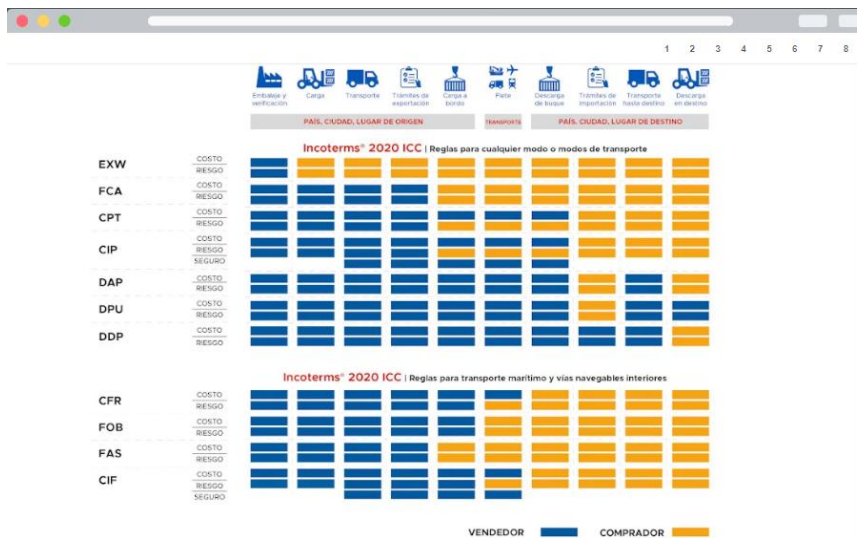 1 2 3 4 5 6 7 8
Embalaje y verificación
Carga
Transporte
Trámites de exportación
Carga a bordo
Flete
Descarga de buque
Trámites de importación
Transporte hasta destino
Descarga en destino
PAÍS, CIUDAD, LUGAR DE ORIGEN
TRANSPORTE
PAÍS, CIUDAD, LUGAR DE DESTINO
Incoterms® 2020 ICC | Reglas para cualquier modo o modos de transporte
EXW COSTO
RIESGO
FCA COSTO
RIESGO
CPT COSTO
RIESGO
CIP COSTO
RIESGO
SEGURO
DAP COSTO
RIESGO
DPU COSTO
RIESGO
DDP COSTO
RIESGO
Incoterms® 2020 ICC | Reglas para transporte marítimo y vías navegables interiores
CFR COSTO
RIESGO
FOB COSTO
RIESGO
FAS COSTO
RIESGO
CIF COSTO
RIESGO
SEGURO
VENDEDOR COMPRADOR